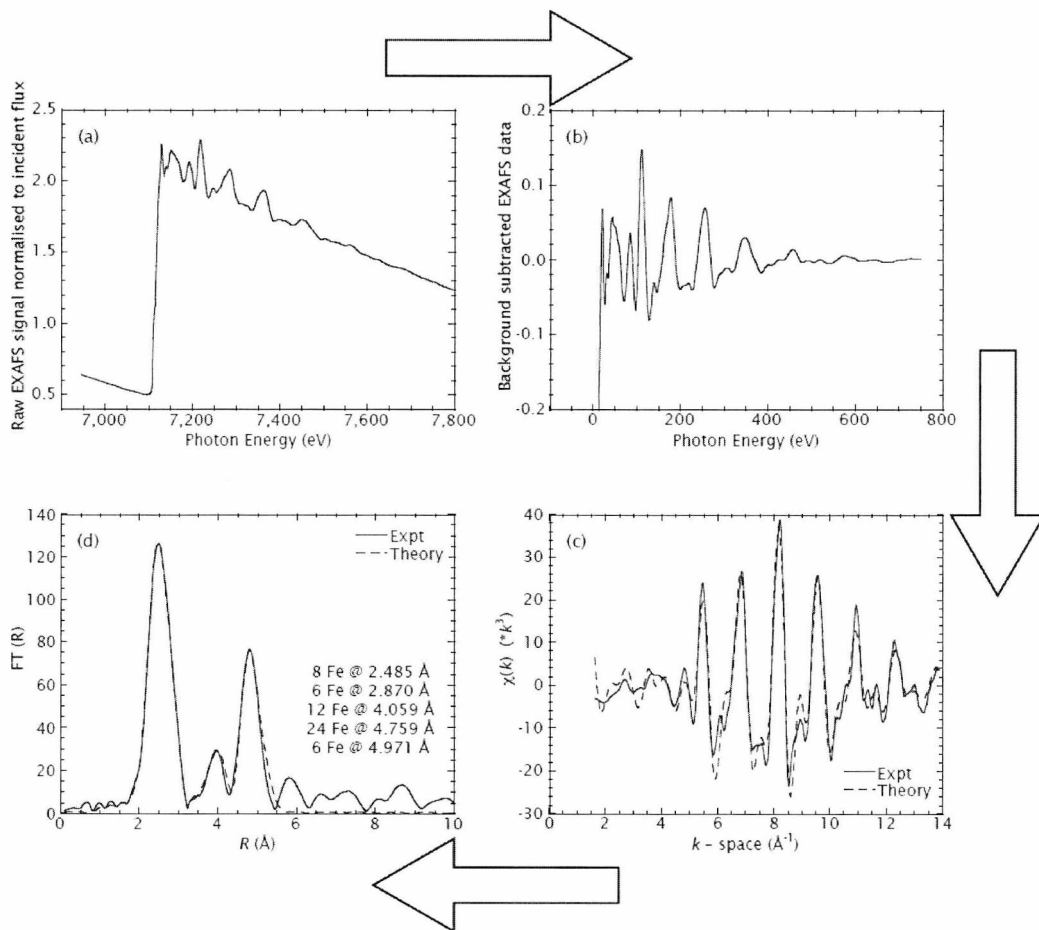 (a)
Raw EXAFS signal normalised to incident flux
2.5
2.0
1.5
1.0
0.5
7,000 7,200 7,400 7,600 7,800
Photon Energy (eV)
(b)
Background subtracted EXAFS data
0.2
0.1
0.0
-0.1
-0.2
0 200 400 600 800
Photon Energy (eV)
(d)
FT (R)
140
120
100
80
60
40
20
0
Expt
Theory
8 Fe @ 2.485 Å
6 Fe @ 2.870 Å
12 Fe @ 4.059 Å
24 Fe @ 4.759 Å
6 Fe @ 4.971 Å
0 2 4 6 8 10
R (Å)
(c)
χ(k) (*k³)
40
30
20
10
0
-10
-20
-30
Expt
Theory
0 2 4 6 8 10 12 14
k - space (Å⁻¹)